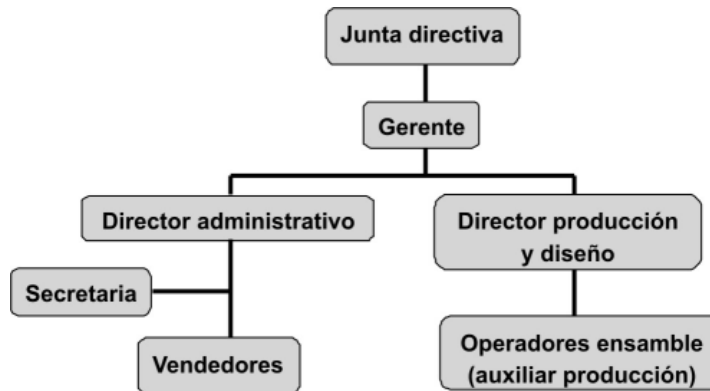 Junta directiva
Gerente
Director administrativo
Director producción
y diseño
Secretaria
Vendedores
Operadores ensamble
(auxiliar producción)